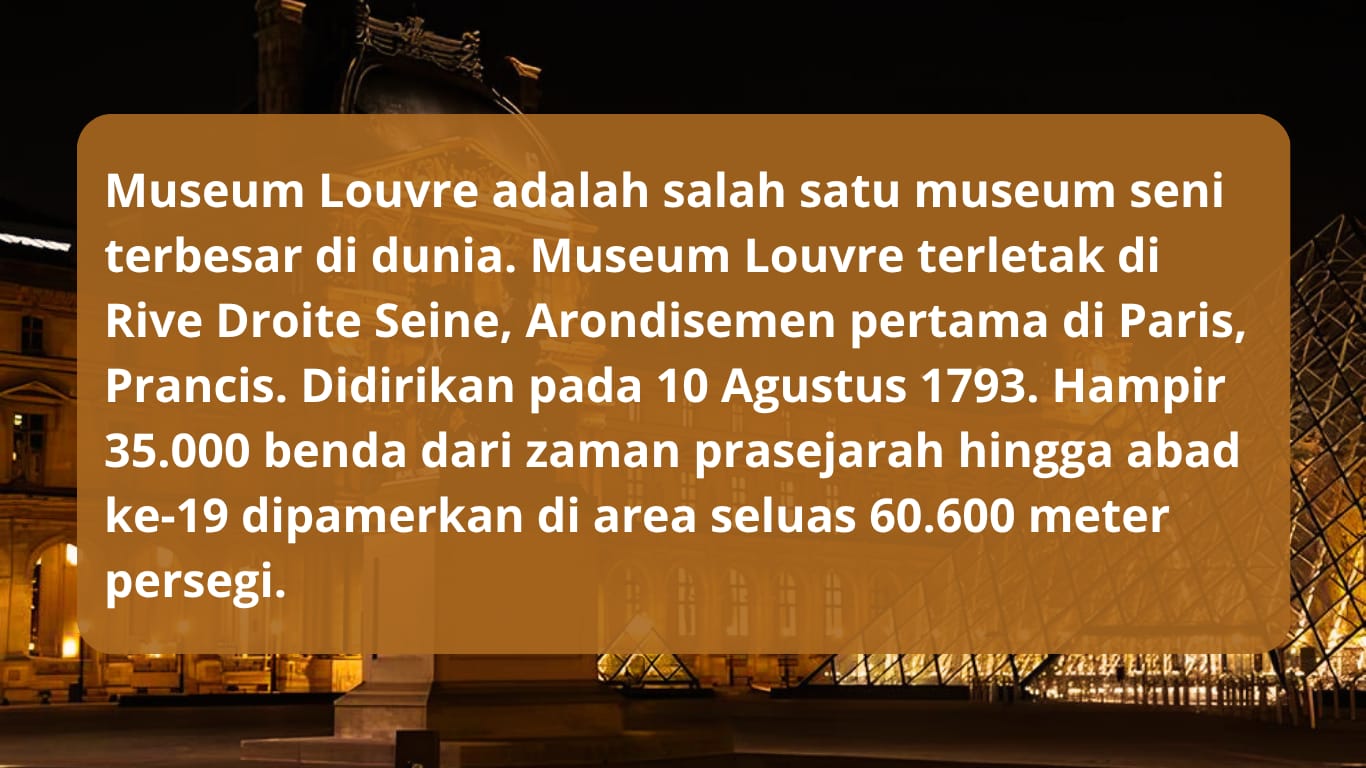 Museum Louvre adalah salah satu museum seni
terbesar di dunia. Museum Louvre terletak di
Rive Droite Seine, Arondisemen pertama di Paris,
Prancis. Didirikan pada 10 Agustus 1793. Hampir
35.000 benda dari zaman prasejarah hingga abad
ke-19 dipamerkan di area seluas 60.600 meter
persegi.